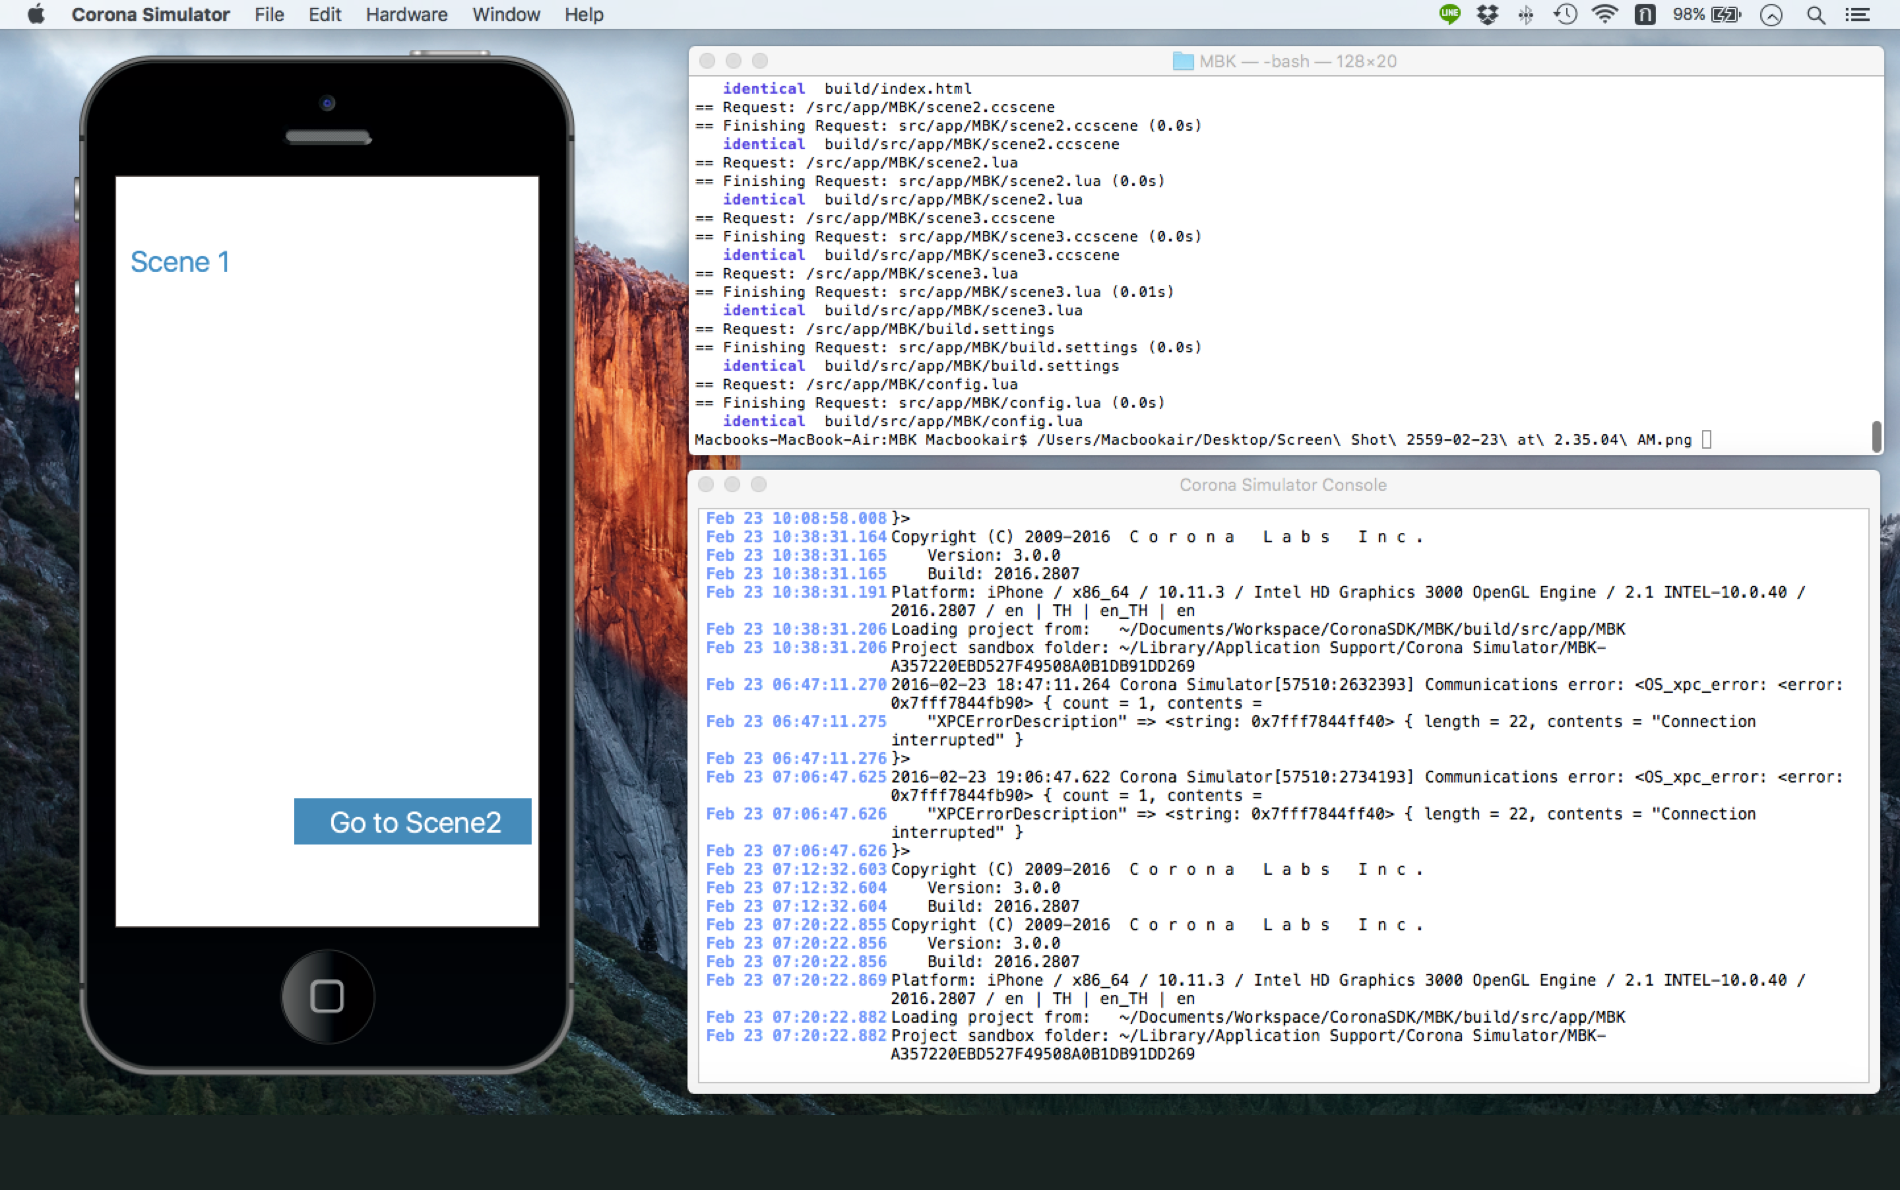 Corona Simulator File Edit Hardware Window Help LINE ก 98%
Scene 1
Go to Scene2
MBK — -bash — 128×20
identical build/index.html
== Request: /src/app/MBK/scene2.ccscene
== Finishing Request: src/app/MBK/scene2.ccscene (0.0s)
identical build/src/app/MBK/scene2.ccscene
== Request: /src/app/MBK/scene2.lua
== Finishing Request: src/app/MBK/scene2.lua (0.0s)
identical build/src/app/MBK/scene2.lua
== Request: /src/app/MBK/scene3.ccscene
== Finishing Request: src/app/MBK/scene3.ccscene (0.0s)
identical build/src/app/MBK/scene3.ccscene
== Request: /src/app/MBK/scene3.lua
== Finishing Request: src/app/MBK/scene3.lua (0.01s)
identical build/src/app/MBK/scene3.lua
== Request: /src/app/MBK/build.settings
== Finishing Request: src/app/MBK/build.settings (0.0s)
identical build/src/app/MBK/build.settings
== Request: /src/app/MBK/config.lua
== Finishing Request: src/app/MBK/config.lua (0.0s)
identical build/src/app/MBK/config.lua
Macbooks-MacBook-Air:MBK Macbookair$ /Users/Macbookair/Desktop/Screen\ Shot\ 2559-02-23\ at\ 2.35.04\ AM.png
Corona Simulator Console
Feb 23 10:08:58.008 }>
Feb 23 10:38:31.164 Copyright (C) 2009-2016 C o r o n a L a b s I n c .
Feb 23 10:38:31.165 Version: 3.0.0
Feb 23 10:38:31.165 Build: 2016.2807
Feb 23 10:38:31.191 Platform: iPhone / x86_64 / 10.11.3 / Intel HD Graphics 3000 OpenGL Engine / 2.1 INTEL-10.0.40 /
2016.2807 / en | TH | en_TH | en
Feb 23 10:38:31.206 Loading project from: ~/Documents/Workspace/CoronaSDK/MBK/build/src/app/MBK
Feb 23 10:38:31.206 Project sandbox folder: ~/Library/Application Support/Corona Simulator/MBK-
A357220EBD527F49508A0B1DB91DD269
Feb 23 06:47:11.270 2016-02-23 18:47:11.264 Corona Simulator[57510:2632393] Communications error: <OS_xpc_error: <error:
0x7fff7844fb90> { count = 1, contents =
Feb 23 06:47:11.275 "XPCErrorDescription" => <string: 0x7fff7844ff40> { length = 22, contents = "Connection
interrupted" }
Feb 23 06:47:11.276 }>
Feb 23 07:06:47.625 2016-02-23 19:06:47.622 Corona Simulator[57510:2734193] Communications error: <OS_xpc_error: <error:
0x7fff7844fb90> { count = 1, contents =
Feb 23 07:06:47.626 "XPCErrorDescription" => <string: 0x7fff7844ff40> { length = 22, contents = "Connection
interrupted" }
Feb 23 07:06:47.626 }>
Feb 23 07:12:32.603 Copyright (C) 2009-2016 C o r o n a L a b s I n c .
Feb 23 07:12:32.604 Version: 3.0.0
Feb 23 07:12:32.604 Build: 2016.2807
Feb 23 07:20:22.855 Copyright (C) 2009-2016 C o r o n a L a b s I n c .
Feb 23 07:20:22.856 Version: 3.0.0
Feb 23 07:20:22.856 Build: 2016.2807
Feb 23 07:20:22.869 Platform: iPhone / x86_64 / 10.11.3 / Intel HD Graphics 3000 OpenGL Engine / 2.1 INTEL-10.0.40 /
2016.2807 / en | TH | en_TH | en
Feb 23 07:20:22.882 Loading project from: ~/Documents/Workspace/CoronaSDK/MBK/build/src/app/MBK
Feb 23 07:20:22.882 Project sandbox folder: ~/Library/Application Support/Corona Simulator/MBK-
A357220EBD527F49508A0B1DB91DD269